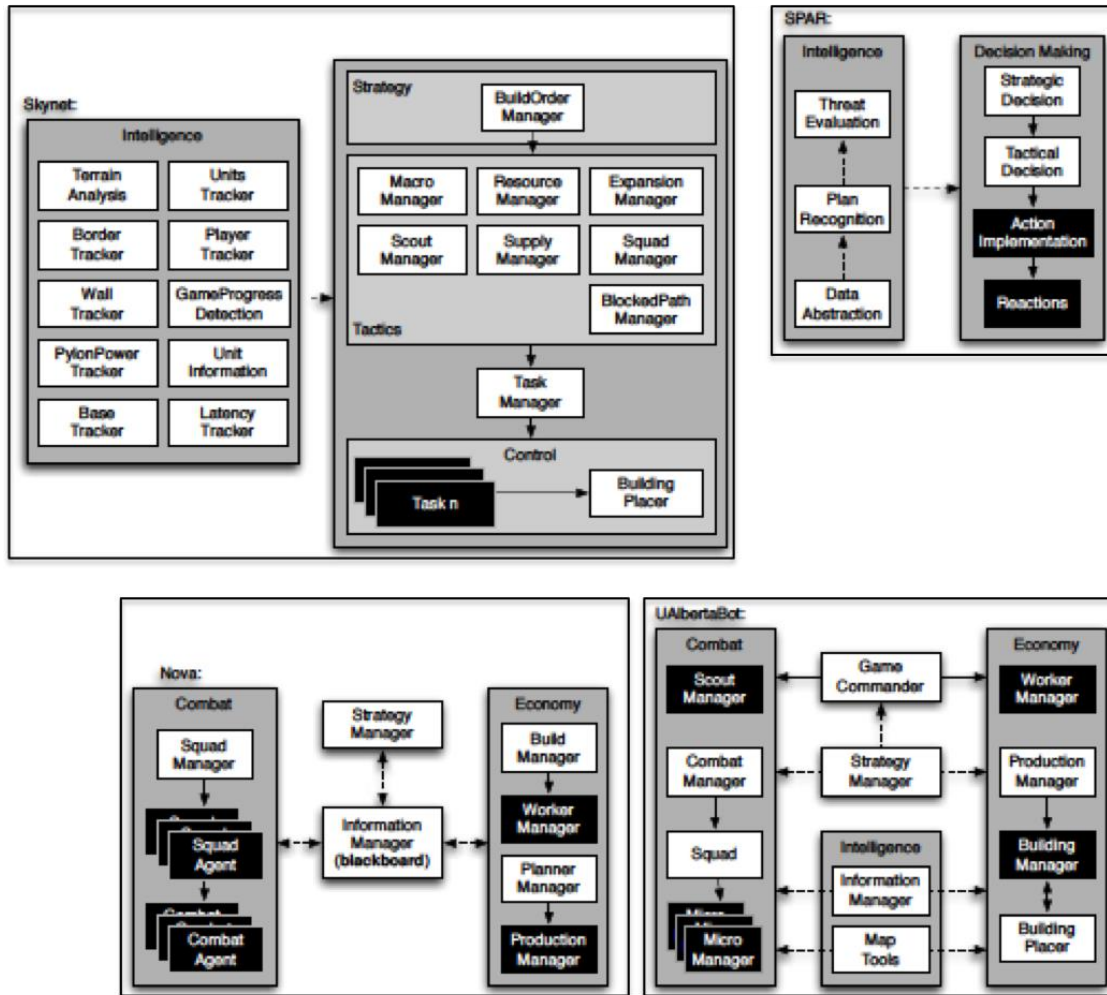 Skynet:
Intelligence
Terrain
Analysis
Units
Tracker
Border
Tracker
Player
Tracker
Wall
Tracker
GameProgress
Detection
PylonPower
Tracker
Unit
Information
Base
Tracker
Latency
Tracker
Strategy
BuildOrder
Manager
Macro
Manager
Resource
Manager
Expansion
Manager
Scout
Manager
Supply
Manager
Squad
Manager
BlockedPath
Manager
Tactics
Task
Manager
Control
Task n
Building
Placer
SPAR:
Intelligence
Threat
Evaluation
Plan
Recognition
Data
Abstraction
Decision Making
Strategic
Decision
Tactical
Decision
Action
Implementation
Reactions
Nova:
Combat
Squad
Manager
Squad
Agent
Combat
Combat
Agent
Strategy
Manager
Information
Manager
(blackboard)
Economy
Build
Manager
Worker
Manager
Planner
Manager
Production
Manager
UAlbertaBot:
Combat
Scout
Manager
Combat
Manager
Squad
Micro
Manager
Game
Commander
Strategy
Manager
Intelligence
Information
Manager
Map
Tools
Economy
Worker
Manager
Production
Manager
Building
Manager
Building
Placer